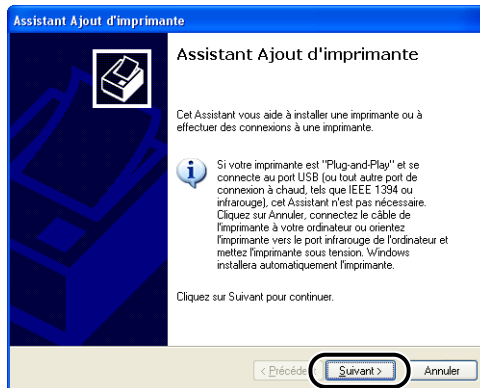 Assistant Ajout d'imprimante
Assistant Ajout d'imprimante
Cet Assistant vous aide à installer une imprimante ou à
effectuer des connexions à une imprimante.
Si votre imprimante est "Plug-and-Play" et se
connecte au port USB (ou tout autre port de
connexion à chaud, tels que IEEE 1394 ou
infrarouge), cet Assistant n'est pas nécessaire.
Cliquez sur Annuler, connectez le câble de
l'imprimante à votre ordinateur ou orientez
l'imprimante vers le port infrarouge de l'ordinateur et
mettez l'imprimante sous tension. Windows
installera automatiquement l'imprimante.
Cliquez sur Suivant pour continuer.
< Précéde Suivant > Annuler